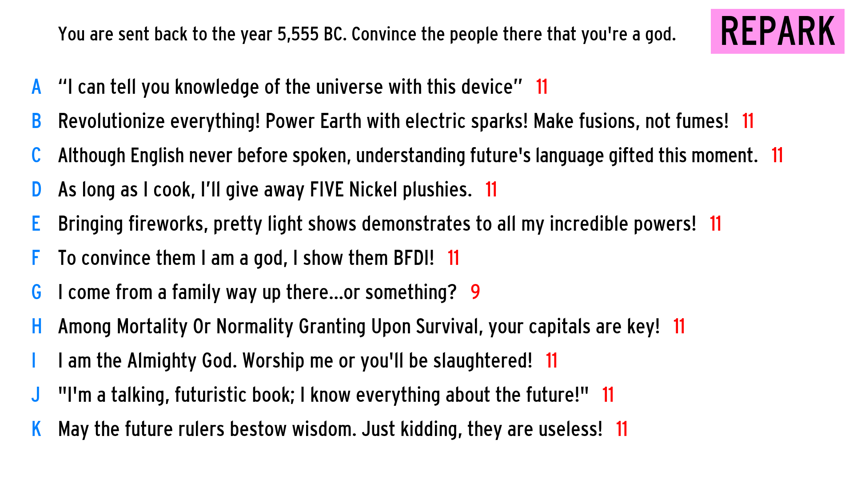 You are sent back to the year 5,555 BC. Convince the people there that you're a god.
REPARK
A “I can tell you knowledge of the universe with this device” 11
B Revolutionize everything! Power Earth with electric sparks! Make fusions, not fumes! 11
C Although English never before spoken, understanding future's language gifted this moment. 11
D As long as I cook, I’ll give away FIVE Nickel plushies. 11
E Bringing fireworks, pretty light shows demonstrates to all my incredible powers! 11
F To convince them I am a god, I show them BFDI! 11
G I come from a family way up there...or something? 9
H Among Mortality Or Normality Granting Upon Survival, your capitals are key! 11
I I am the Almighty God. Worship me or you'll be slaughtered! 11
J "I'm a talking, futuristic book; I know everything about the future!" 11
K May the future rulers bestow wisdom. Just kidding, they are useless! 11